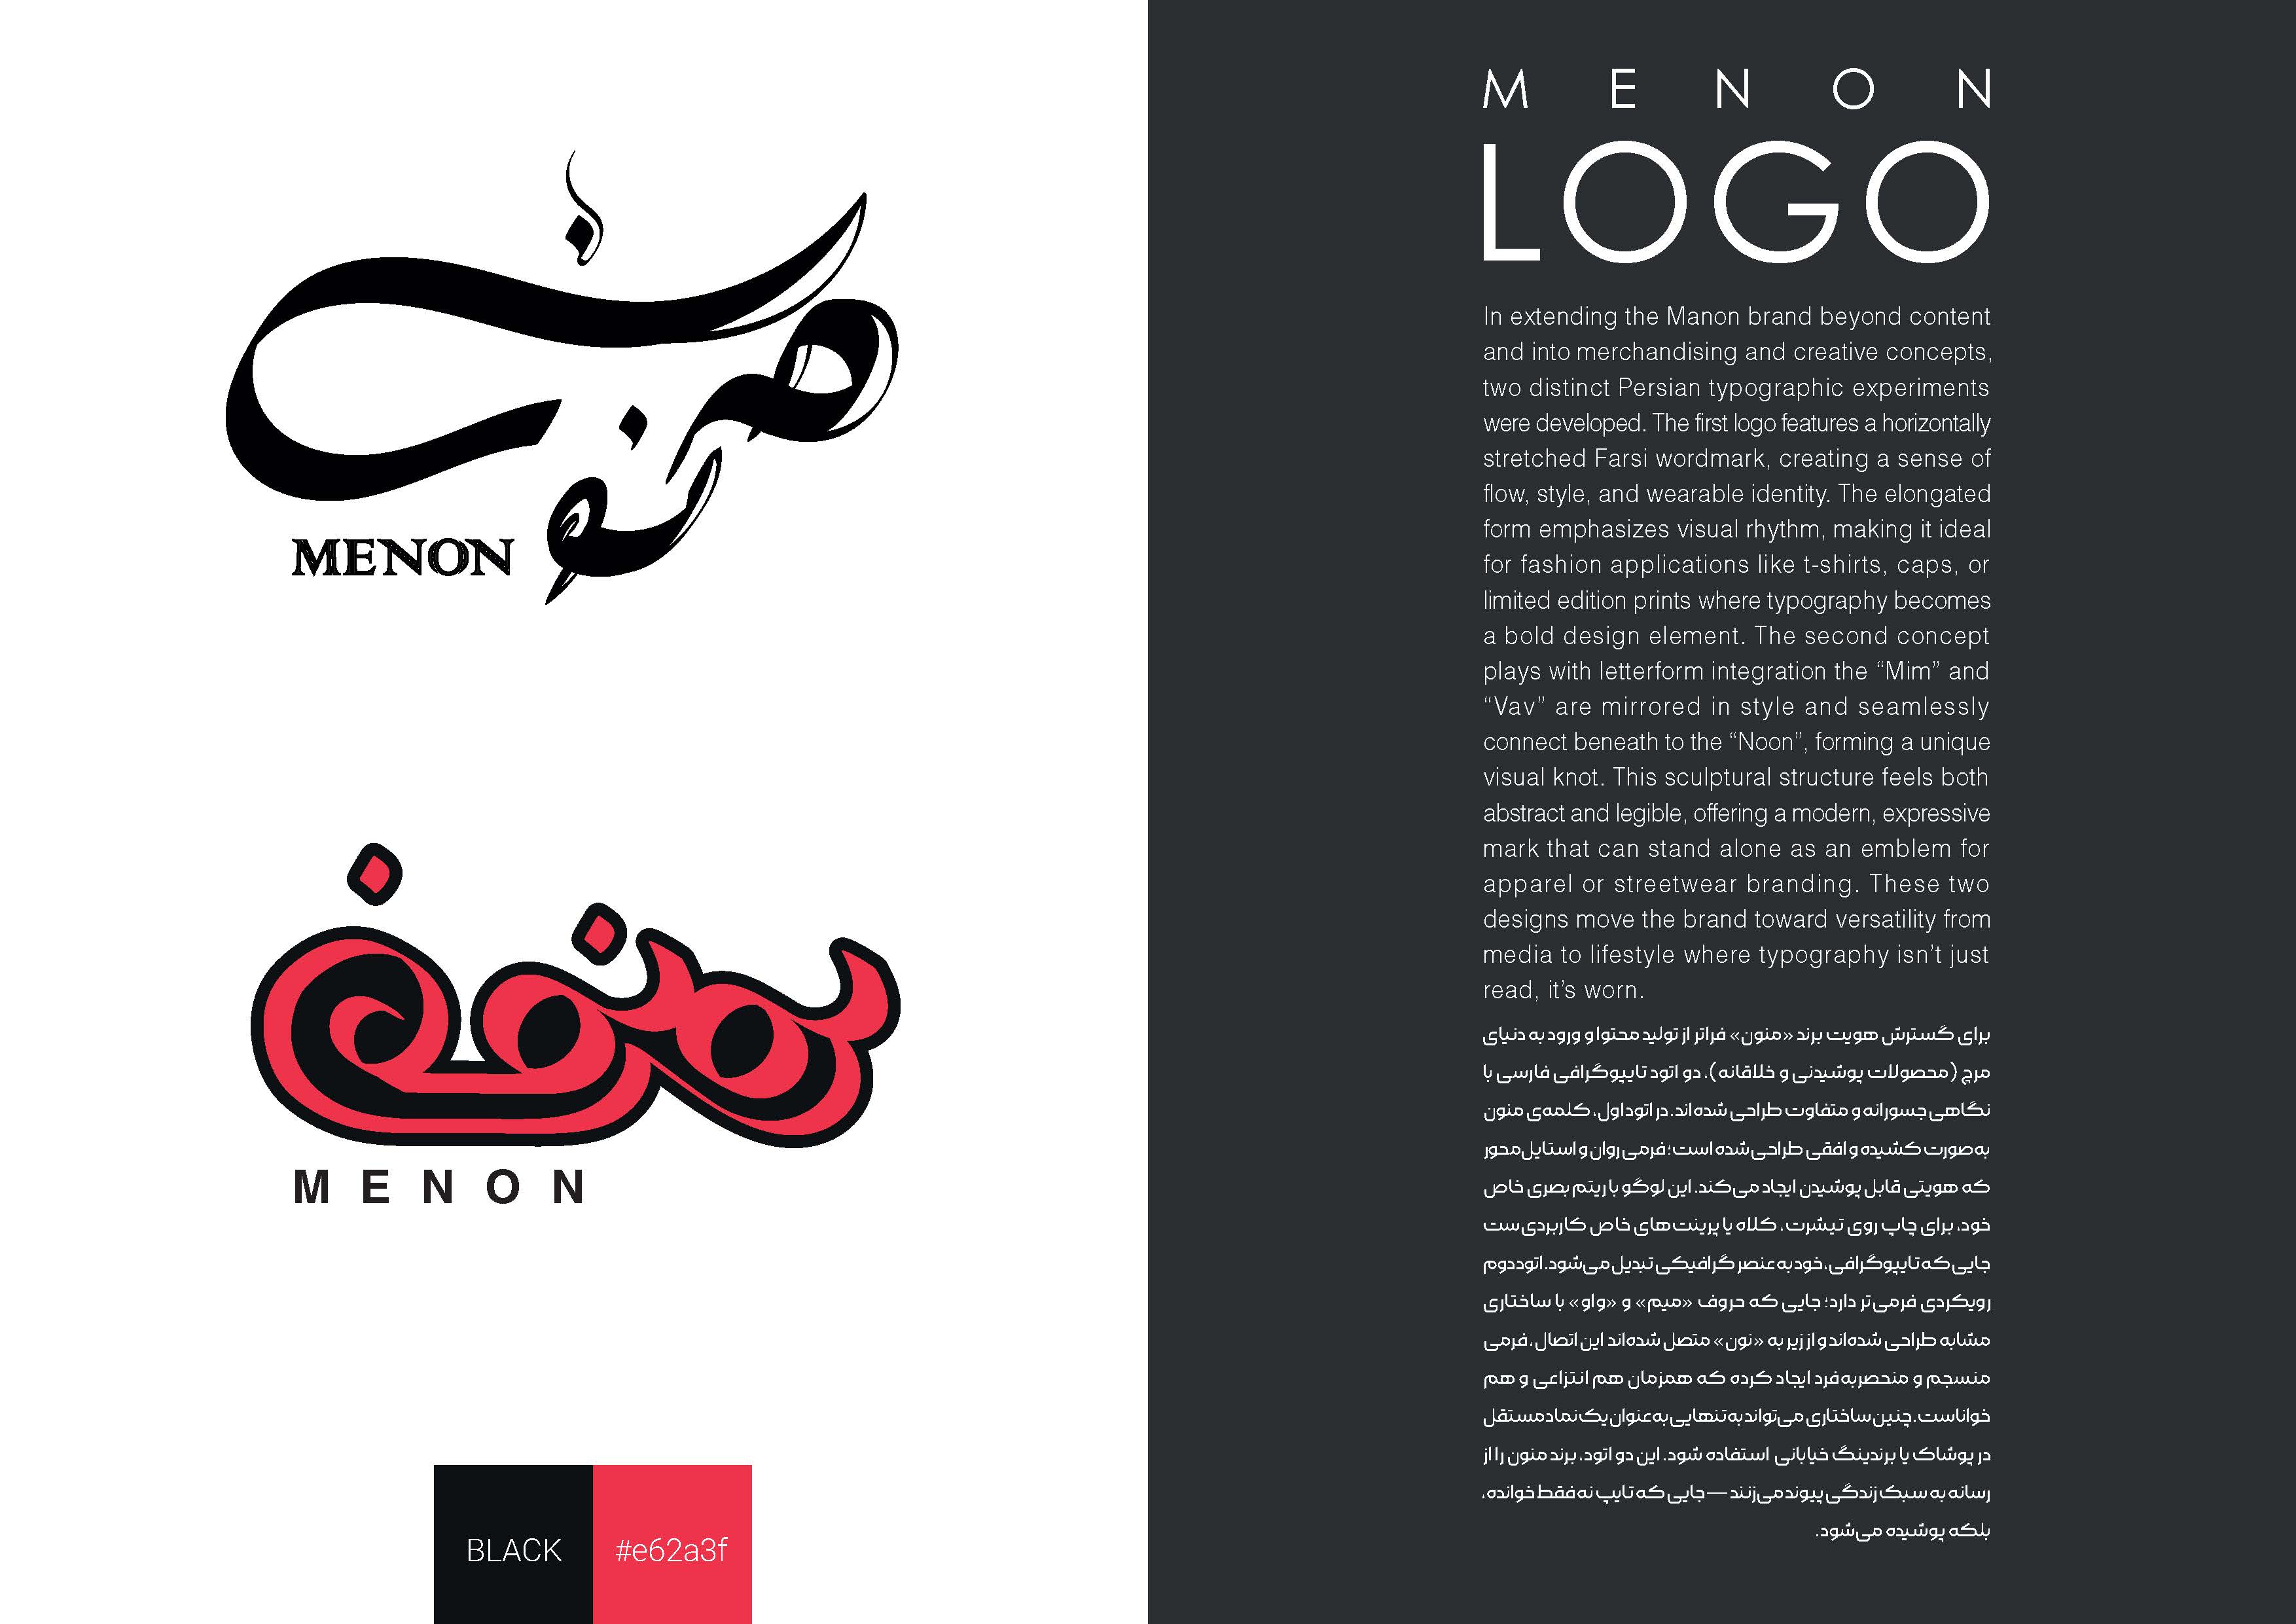 منون
MENON
منون
MENON
BLACK
#e62a3f
MENON
LOGO
In extending the Manon brand beyond content
and into merchandising and creative concepts,
two distinct Persian typographic experiments
were developed. The first logo features a horizontally
stretched Farsi wordmark, creating a sense of
flow, style, and wearable identity. The elongated
form emphasizes visual rhythm, making it ideal
for fashion applications like t-shirts, caps, or
limited edition prints where typography becomes
a bold design element. The second concept
plays with letterform integration the “Mim” and
“Vav” are mirrored in style and seamlessly
connect beneath to the “Noon”, forming a unique
visual knot. This sculptural structure feels both
abstract and legible, offering a modern, expressive
mark that can stand alone as an emblem for
apparel or streetwear branding. These two
designs move the brand toward versatility from
media to lifestyle where typography isn’t just
read, it’s worn.
برای گسترش هویت برند «منون» فراتر از تولید محتوا و ورود به دنیای
مرچ (محصولات پوشیدنی و خلاقانه)، دو اتود تایپوگرافی فارسی با
نگاهی جسورانه و متفاوت طراحی شده‌اند. در اتود اول، کلمه‌ی منون
به‌صورت کشیده و افقی طراحی شده است؛ فرمی روان و استایل‌محور
که هویتی قابل پوشیدن ایجاد می‌کند. این لوگو با ریتم بصری خاص
خود، برای چاپ روی تیشرت، کلاه یا پرینت‌های خاص کاربردی‌ست
جایی که تایپوگرافی، خود به عنصر گرافیکی تبدیل می‌شود. اتود دوم
رویکردی فرمی‌تر دارد؛ جایی که حروف «میم» و «واو» با ساختاری
مشابه طراحی شده‌اند و از زیر به «نون» متصل شده‌اند این اتصال، فرمی
منسجم و منحصربه‌فرد ایجاد کرده که همزمان هم انتزاعی و هم
خواناست. چنین ساختاری می‌تواند به‌تنهایی به‌عنوان یک نماد مستقل
در پوشاک یا برندینگ خیابانی استفاده شود. این دو اتود، برند منون را از
رسانه به سبک زندگی پیوند می‌زنند — جایی که تایپ نه فقط خوانده،
بلکه پوشیده می‌شود.